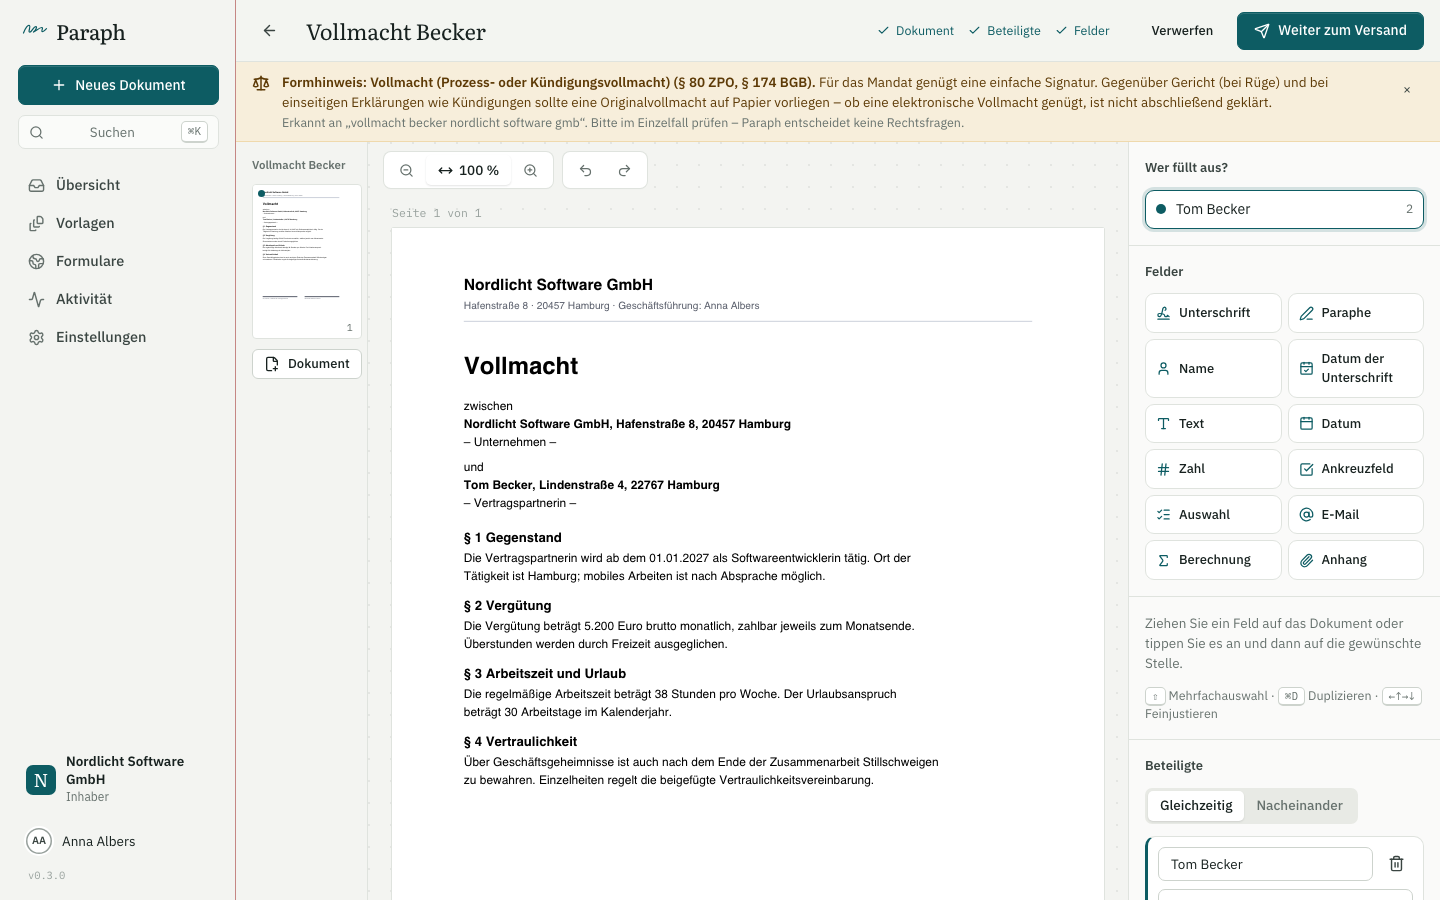 Paraph
Neues Dokument
Suchen
⌘K
Übersicht
Vorlagen
Formulare
Aktivität
Einstellungen
N
Nordlicht Software
GmbH
Inhaber
AA
Anna Albers
v0.3.0
Vollmacht Becker
Dokument
Beteiligte
Felder
Verwerfen
Weiter zum Versand
Formhinweis: Vollmacht (Prozess- oder Kündigungsvollmacht) (§ 80 ZPO, § 174 BGB). Für das Mandat genügt eine einfache Signatur. Gegenüber Gericht (bei Rüge) und bei
einseitigen Erklärungen wie Kündigungen sollte eine Originalvollmacht auf Papier vorliegen – ob eine elektronische Vollmacht genügt, ist nicht abschließend geklärt.
Erkannt an „vollmacht becker nordlicht software gmb“. Bitte im Einzelfall prüfen – Paraph entscheidet keine Rechtsfragen.
×
Vollmacht Becker
1
Dokument
100 %
Seite 1 von 1
Nordlicht Software GmbH
Hafenstraße 8 · 20457 Hamburg · Geschäftsführung: Anna Albers
Vollmacht
zwischen
Nordlicht Software GmbH, Hafenstraße 8, 20457 Hamburg
– Unternehmen –
und
Tom Becker, Lindenstraße 4, 22767 Hamburg
– Vertragspartnerin –
§ 1 Gegenstand
Die Vertragspartnerin wird ab dem 01.01.2027 als Softwareentwicklerin tätig. Ort der
Tätigkeit ist Hamburg; mobiles Arbeiten ist nach Absprache möglich.
§ 2 Vergütung
Die Vergütung beträgt 5.200 Euro brutto monatlich, zahlbar jeweils zum Monatsende.
Überstunden werden durch Freizeit ausgeglichen.
§ 3 Arbeitszeit und Urlaub
Die regelmäßige Arbeitszeit beträgt 38 Stunden pro Woche. Der Urlaubsanspruch
beträgt 30 Arbeitstage im Kalenderjahr.
§ 4 Vertraulichkeit
Über Geschäftsgeheimnisse ist auch nach dem Ende der Zusammenarbeit Stillschweigen
zu bewahren. Einzelheiten regelt die beigefügte Vertraulichkeitsvereinbarung.
Wer füllt aus?
Tom Becker 2
Felder
Unterschrift
Paraphe
Name
Datum der
Unterschrift
Text
Datum
Zahl
Ankreuzfeld
Auswahl
E-Mail
Berechnung
Anhang
Ziehen Sie ein Feld auf das Dokument oder
tippen Sie es an und dann auf die gewünschte
Stelle.
⇧ Mehrfachauswahl · ⌘D Duplizieren · ←↑→↓
Feinjustieren
Beteiligte
Gleichzeitig
Nacheinander
Tom Becker